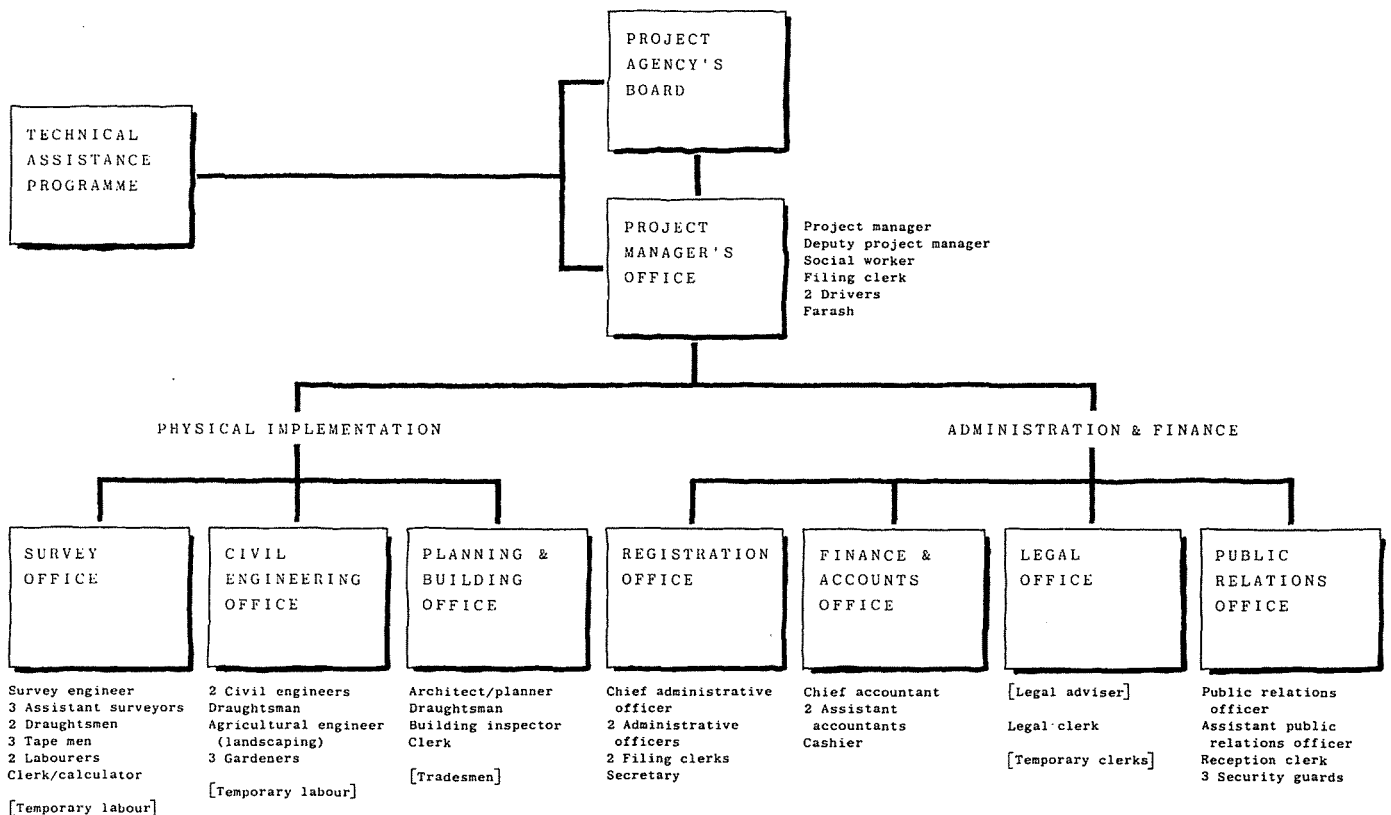 PROJECT
AGENCY'S
BOARD
TECHNICAL
ASSISTANCE
PROGRAMME
PROJECT
MANAGER'S
OFFICE
Project manager
Deputy project manager
Social worker
Filing clerk
2 Drivers
Farash
PHYSICAL IMPLEMENTATION
ADMINISTRATION & FINANCE
SURVEY
OFFICE
Survey engineer
3 Assistant surveyors
2 Draughtsmen
3 Tape men
2 Labourers
Clerk/calculator
[Temporary labour]
CIVIL
ENGINEERING
OFFICE
2 Civil engineers
Draughtsman
Agricultural engineer
(landscaping)
3 Gardeners
[Temporary labour]
PLANNING &
BUILDING
OFFICE
Architect/planner
Draughtsman
Building inspector
Clerk
[Tradesmen]
REGISTRATION
OFFICE
Chief administrative
officer
2 Administrative
officers
2 Filing clerks
Secretary
FINANCE &
ACCOUNTS
OFFICE
Chief accountant
2 Assistant
accountants
Cashier
LEGAL
OFFICE
[Legal adviser]
Legal clerk
[Temporary clerks]
PUBLIC
RELATIONS
OFFICE
Public relations
officer
Assistant public
relations officer
Reception clerk
3 Security guards